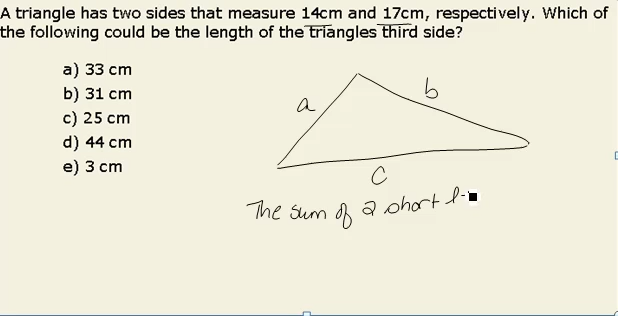 A triangle has two sides that measure 14cm and 17cm, respectively. Which of
the following could be the length of the triangles third side?
a) 33 cm
b) 31 cm
c) 25 cm
d) 44 cm
e) 3 cm
a
b
c
The sum of 2 short